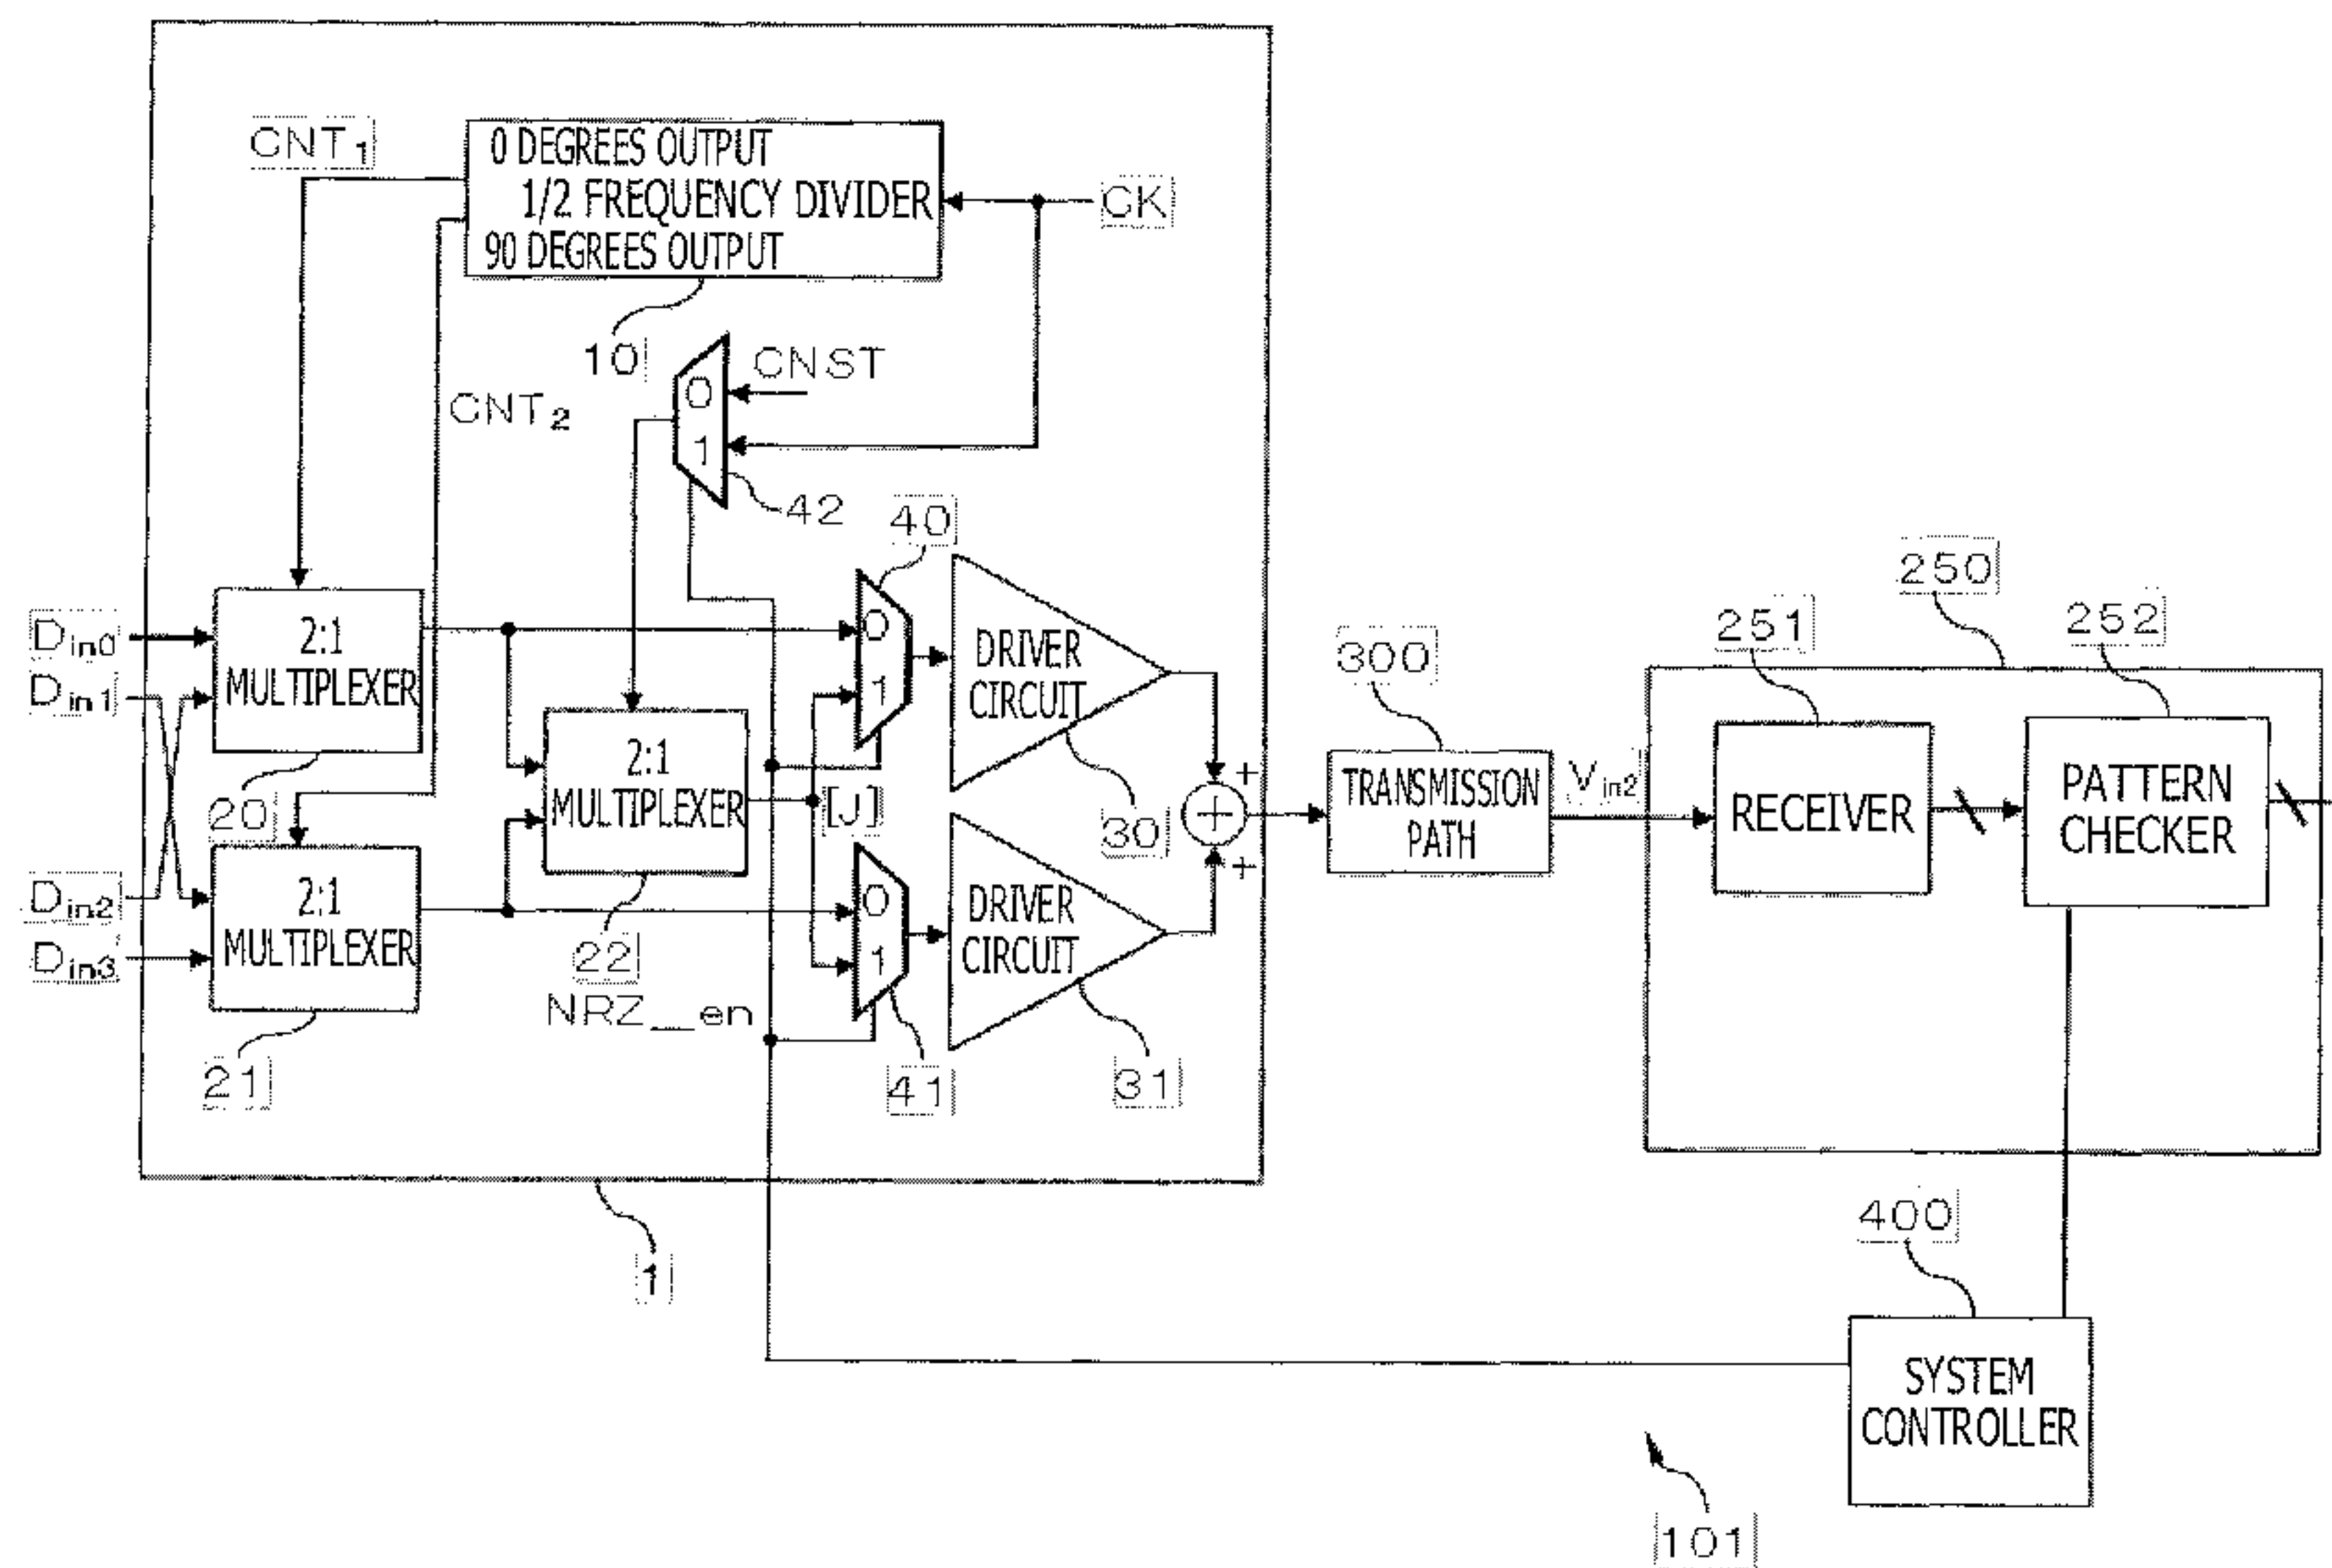 CNT1
0 DEGREES OUTPUT
1/2 FREQUENCY DIVIDER
90 DEGREES OUTPUT
CK
10
CNST
0
1
CNT2
42
40
250
251
252
300
Din0
Din1
Din2
Din3
2:1
MULTIPLEXER
20
2:1
MULTIPLEXER
21
2:1
MULTIPLEXER
22
[J]
NRZ_en
0
1
0
1
41
DRIVER
CIRCUIT
30
DRIVER
CIRCUIT
31
+
+
+
TRANSMISSION
PATH
Vin2
RECEIVER
PATTERN
CHECKER
1
400
SYSTEM
CONTROLLER
101